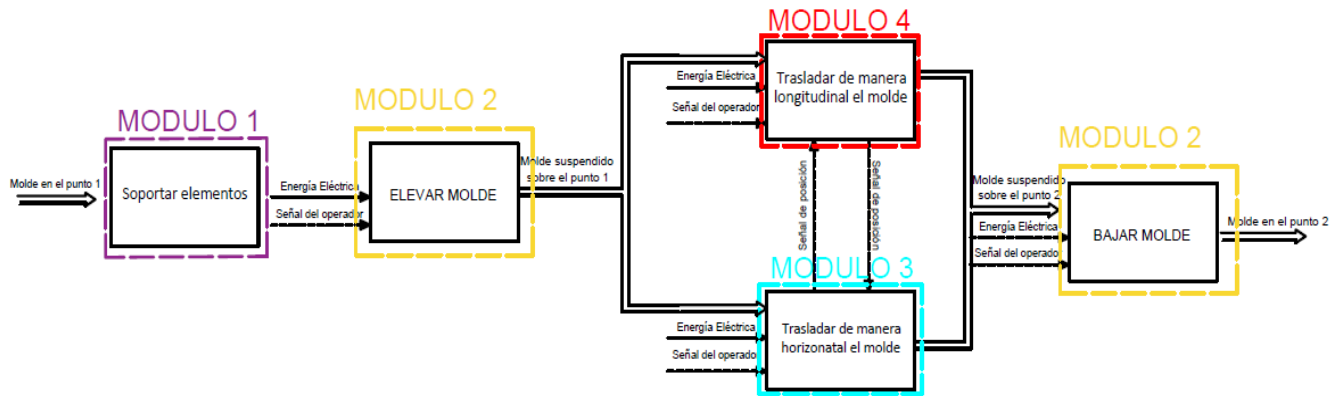 MODULO 1
Molde en el punto 1
Soportar elementos
Energía Eléctrica
Señal del operador
MODULO 2
ELEVAR MOLDE
Molde suspendido
sobre el punto 1
MODULO 4
Energía Eléctrica
Señal del operador
Trasladar de manera
longitudinal el molde
Señal de posición
Señal de posición
MODULO 3
Energía Eléctrica
Señal del operado
Trasladar de manera
horizonatal el molde
MODULO 2
Molde suspendido
sobre el punto 2
Energía Eléctrica
Señal del operado
BAJAR MOLDE
Molde en el punto 2